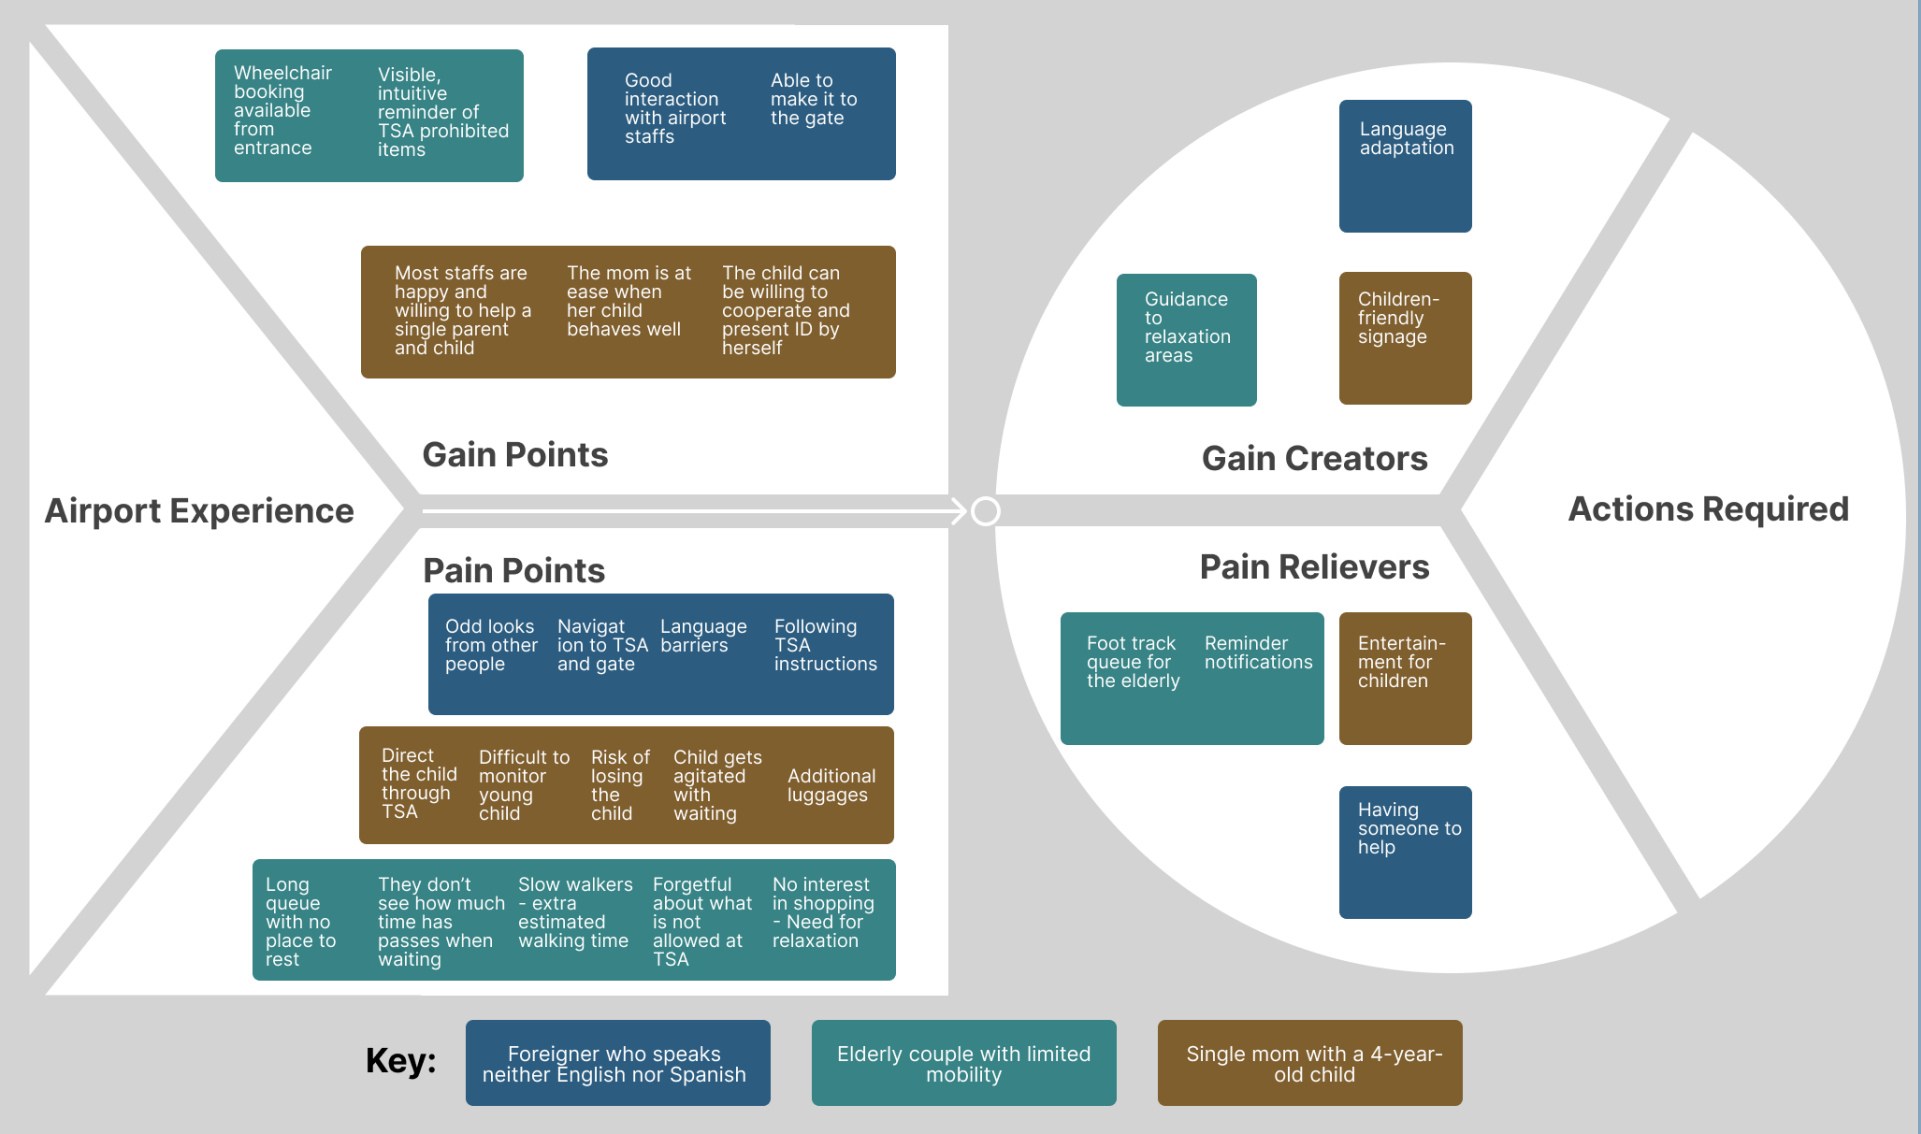 Wheelchair
booking
available
from
entrance
Visible,
intuitive
reminder of
TSA prohibited
items
Good
interaction
with airport
staffs
Able to
make it to
the gate
Most staffs are
happy and
willing to help a
single parent
and child
The mom is at
ease when
her child
behaves well
The child can
be willing to
cooperate and
present ID by
herself
Gain Points
Airport Experience
Pain Points
Odd looks
from other
people
Navigat
ion to TSA
and gate
Language
barriers
Following
TSA
instructions
Direct
the child
through
TSA
Difficult to
monitor
young
child
Risk of
losing
the
child
Child gets
agitated
with
waiting
Additional
luggages
Long
queue
with no
place to
rest
They don’t
see how much
time has
passes when
waiting
Slow walkers
- extra
estimated
walking time
Forgetful
about what
is not
allowed at
TSA
No interest
in shopping
- Need for
relaxation
Language
adaptation
Guidance
to
relaxation
areas
Children-
friendly
signage
Gain Creators
Actions Required
Pain Relievers
Foot track
queue for
the elderly
Reminder
notifications
Entertain-
ment for
children
Having
someone to
help
Key:
Foreigner who speaks
neither English nor Spanish
Elderly couple with limited
mobility
Single mom with a 4-year-
old child